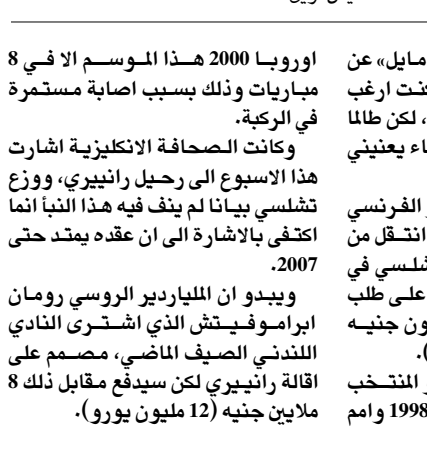 مايل» عن
كنت ارغب
، لكن طالما
اء يعنيني
الفرنسي
انتقل من
شلسي في
على طلب
ون جنيه
).
ر المنتخب
1998 وامم
اوروبا 2000 هذا الموسم الا في 8
مباريات وذلك بسبب اصابة مستمرة
في الركبة.
وكانت الصحافة الانكليزية اشارت
هذا الاسبوع الى رحيل رانييري، ووزع
تشلسي بيانا لم ينف فيه هذا النبأ انما
اكتفى بالاشارة الى ان عقده يمتد حتى
2007.
ويبدو ان الملياردير الروسي رومان
ابراموفيتش الذي اشترى النادي
اللندني الصيف الماضي، مصمم على
اقالة رانييري لكن سيدفع مقابل ذلك 8
ملايين جنيه (12 مليون يورو).